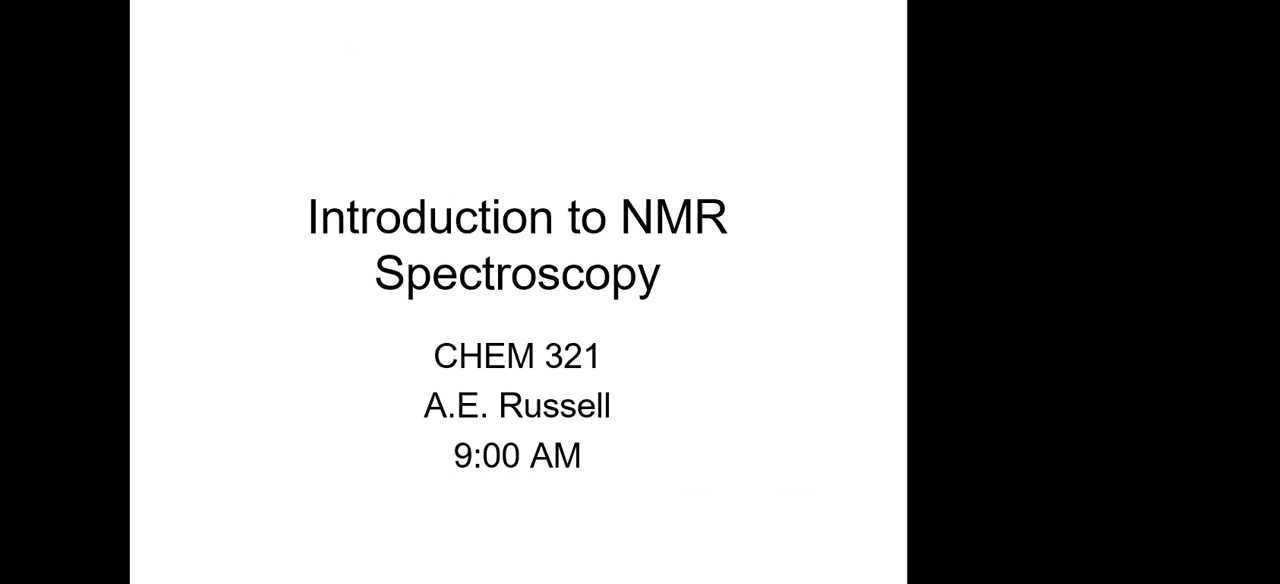 Introduction to NMR
Spectroscopy
CHEM 321
A.E. Russell
9:00 AM